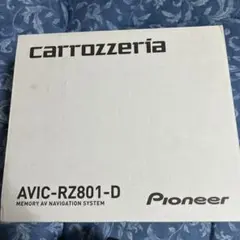 carrozzeria
AVIC-RZ801-D
MEMORY AV NAVIGATION SYSTEM
Pioneer